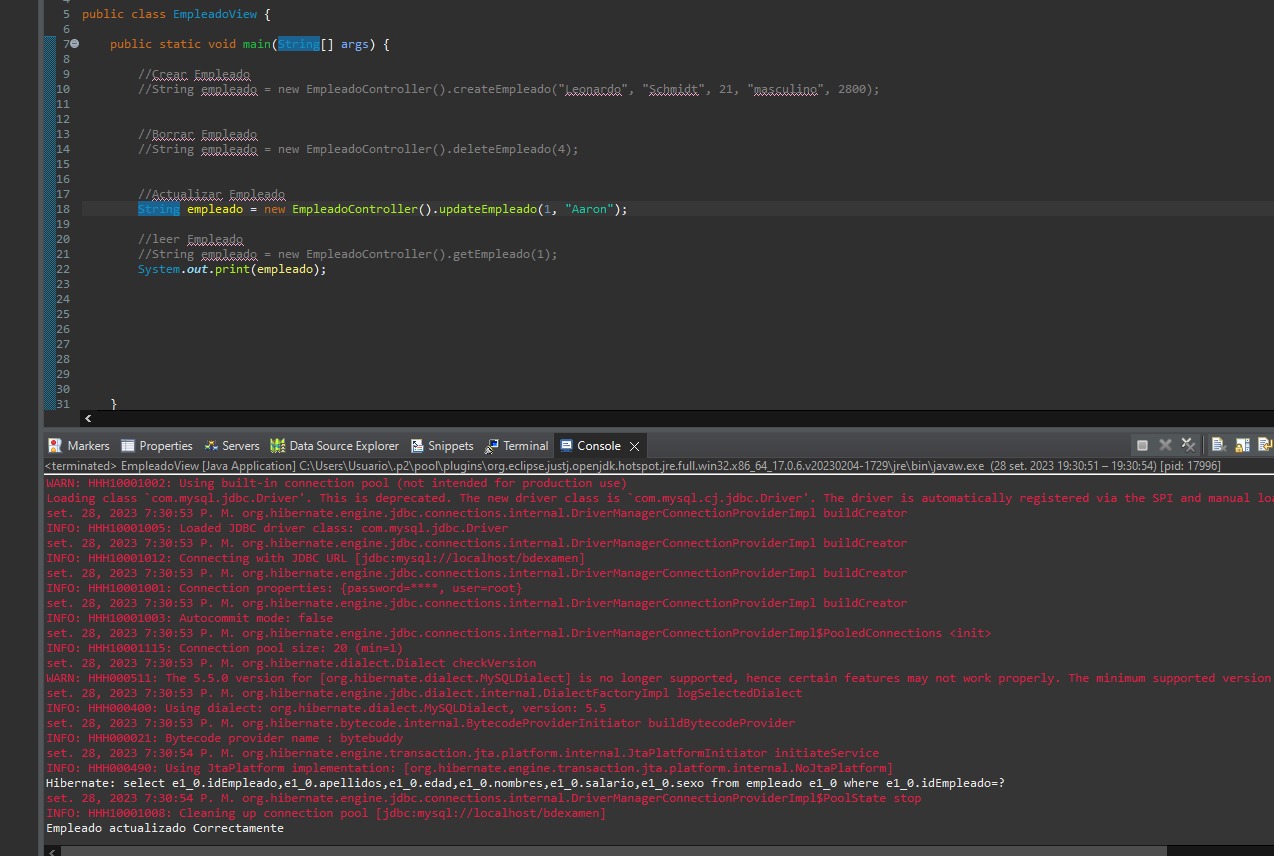 4
5 public class EmpleadoView {
6
7 public static void main(String[] args) {
8
9 //Crear Empleado
10 //String empleado = new EmpleadoController().createEmpleado("Leonardo", "Schmidt", 21, "masculino", 2800);
11
12
13 //Borrar Empleado
14 //String empleado = new EmpleadoController().deleteEmpleado(4);
15
16
17 //Actualizar Empleado
18 String empleado = new EmpleadoController().updateEmpleado(1, "Aaron");
19
20 //leer Empleado
21 //String empleado = new EmpleadoController().getEmpleado(1);
22 System.out.print(empleado);
23
24
25
26
27
28
29
30
31 }
Markers Properties Servers Data Source Explorer Snippets Terminal Console
<terminated> EmpleadoView [Java Application] C:\Users\Usuario\.p2\pool\plugins\org.eclipse.justj.openjdk.hotspot.jre.full.win32.x86_64_17.0.6.v20230204-1729\jre\bin\javaw.exe (28 set. 2023 19:30:51 – 19:30:54) [pid: 17996]
WARN: HHH10001002: Using built-in connection pool (not intended for production use)
Loading class `com.mysql.jdbc.Driver'. This is deprecated. The new driver class is `com.mysql.cj.jdbc.Driver'. The driver is automatically registered via the SPI and manual loa
set. 28, 2023 7:30:53 P. M. org.hibernate.engine.jdbc.connections.internal.DriverManagerConnectionProviderImpl buildCreator
INFO: HHH10001005: Loaded JDBC driver class: com.mysql.jdbc.Driver
set. 28, 2023 7:30:53 P. M. org.hibernate.engine.jdbc.connections.internal.DriverManagerConnectionProviderImpl buildCreator
INFO: HHH10001012: Connecting with JDBC URL [jdbc:mysql://localhost/bdexamen]
set. 28, 2023 7:30:53 P. M. org.hibernate.engine.jdbc.connections.internal.DriverManagerConnectionProviderImpl buildCreator
INFO: HHH10001001: Connection properties: {password=****, user=root}
set. 28, 2023 7:30:53 P. M. org.hibernate.engine.jdbc.connections.internal.DriverManagerConnectionProviderImpl buildCreator
INFO: HHH10001003: Autocommit mode: false
set. 28, 2023 7:30:53 P. M. org.hibernate.engine.jdbc.connections.internal.DriverManagerConnectionProviderImpl$PooledConnections <init>
INFO: HHH10001115: Connection pool size: 20 (min=1)
set. 28, 2023 7:30:53 P. M. org.hibernate.dialect.Dialect checkVersion
WARN: HHH000511: The 5.5.0 version for [org.hibernate.dialect.MySQLDialect] is no longer supported, hence certain features may not work properly. The minimum supported version
set. 28, 2023 7:30:53 P. M. org.hibernate.engine.jdbc.dialect.internal.DialectFactoryImpl logSelectedDialect
INFO: HHH000400: Using dialect: org.hibernate.dialect.MySQLDialect, version: 5.5
set. 28, 2023 7:30:53 P. M. org.hibernate.bytecode.internal.BytecodeProviderInitiator buildBytecodeProvider
INFO: HHH000021: Bytecode provider name : bytebuddy
set. 28, 2023 7:30:54 P. M. org.hibernate.engine.transaction.jta.platform.internal.JtaPlatformInitiator initiateService
INFO: HHH000490: Using JtaPlatform implementation: [org.hibernate.engine.transaction.jta.platform.internal.NoJtaPlatform]
Hibernate: select e1_0.idEmpleado,e1_0.apellidos,e1_0.edad,e1_0.nombres,e1_0.salario,e1_0.sexo from empleado e1_0 where e1_0.idEmpleado=?
set. 28, 2023 7:30:54 P. M. org.hibernate.engine.jdbc.connections.internal.DriverManagerConnectionProviderImpl$PoolState stop
INFO: HHH10001008: Cleaning up connection pool [jdbc:mysql://localhost/bdexamen]
Empleado actualizado Correctamente